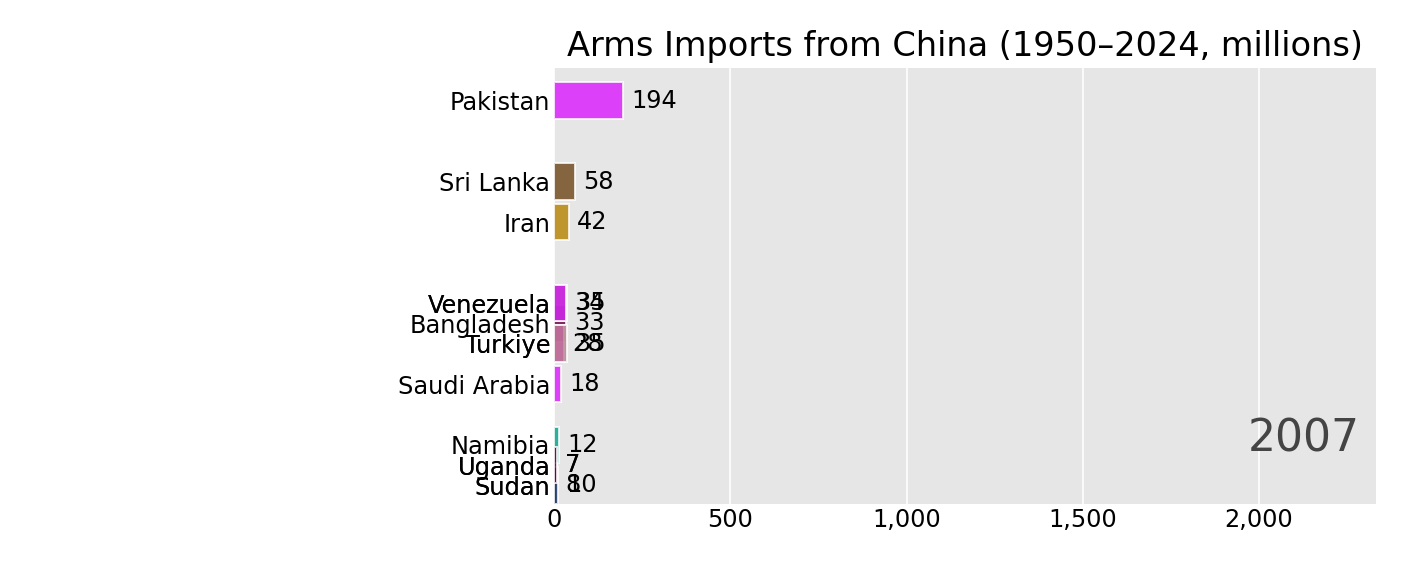 Arms Imports from China (1950–2024, millions)
Pakistan 194
Sri Lanka 58
Iran 42
Venezuela
Bangladesh 33
Turkiye
Saudi Arabia 18
Namibia 12
2007
Uganda 7
Sudan
0 500 1,000 1,500 2,000